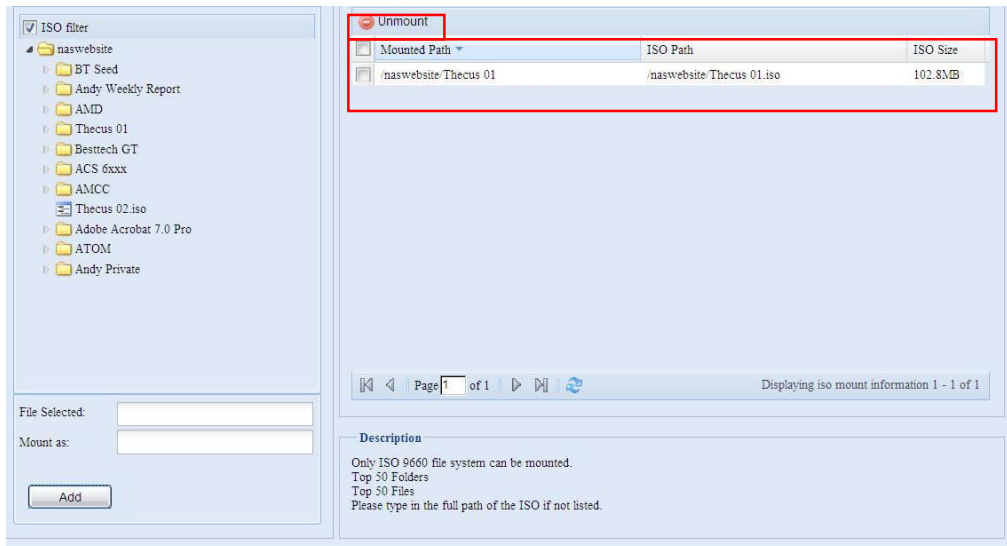 ISO filter
naswebsite
BT Seed
Andy Weekly Report
AMD
Thecus 01
Besttech GT
ACS 6xxx
AMCC
Thecus 02.iso
Adobe Acrobat 7.0 Pro
ATOM
Andy Private
File Selected:
Mount as:
Add
Unmount
Mounted Path ISO Path ISO Size
/naswebsite/Thecus 01 /naswebsite/Thecus 01.iso 102.8MB
Page 1 of 1 Displaying iso mount information 1 - 1 of 1
Description
Only ISO 9660 file system can be mounted.
Top 50 Folders
Top 50 Files
Please type in the full path of the ISO if not listed.